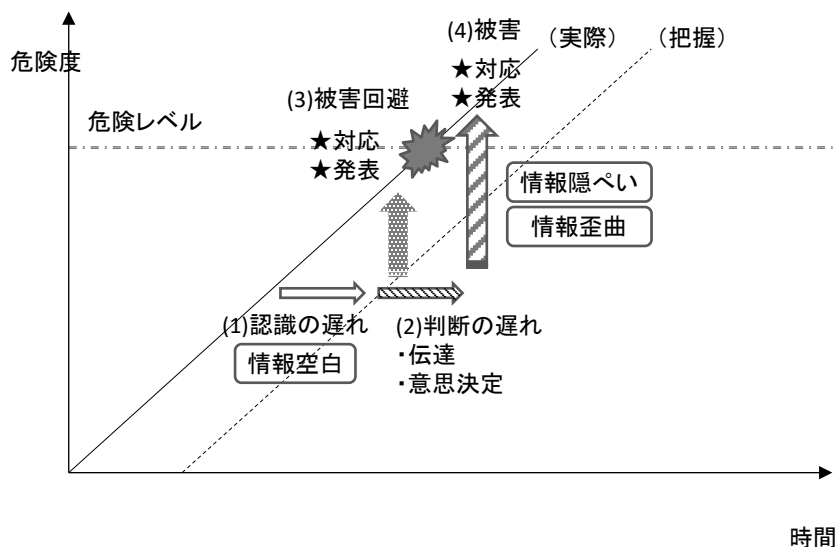 (4)被害
（実際）
（把握）
危険度
★対応
★発表
(3)被害回避
危険レベル
★対応
★発表
情報隠ぺい
情報歪曲
(1)認識の遅れ
(2)判断の遅れ
情報空白
・伝達
・意思決定
時間